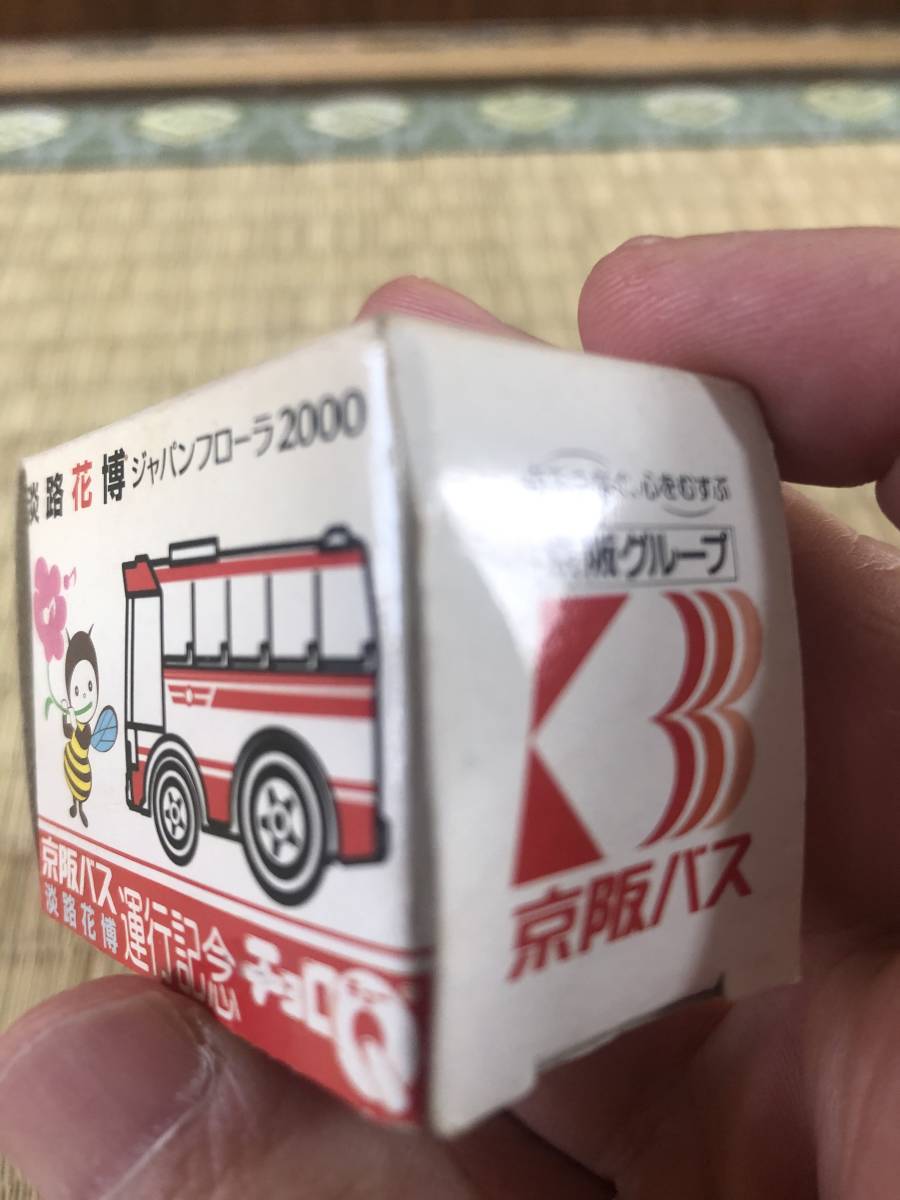 淡路花博 ジャパンフローラ2000
京阪バス
淡路花博
運行記念
チョロQ
心をむすぶ
京阪グループ
京阪バス